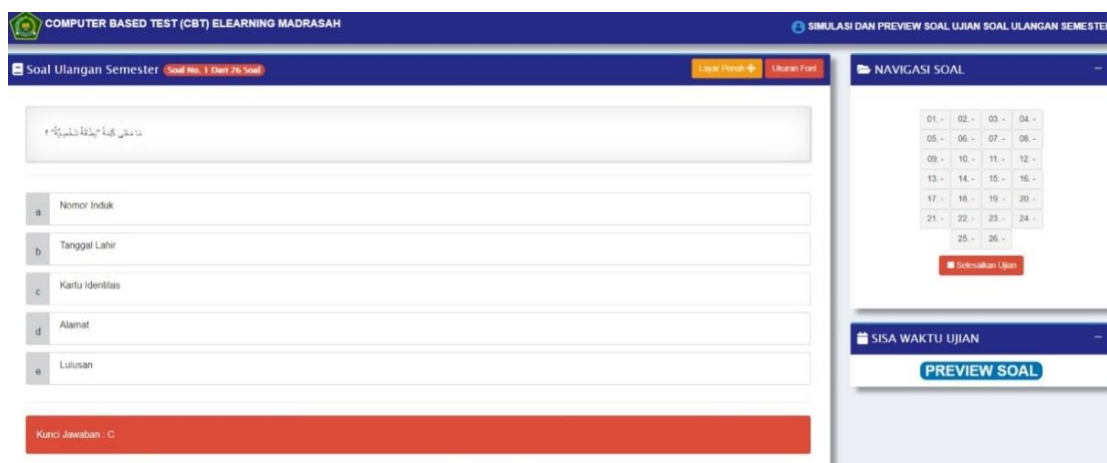 COMPUTER BASED TEST (CBT) ELEARNING MADRASAH
SIMULASI DAN PREVIEW SOAL UJIAN SOAL ULANGAN SEMESTER
Soal Ulangan Semester Soal No. 1 Dari 26 Soal
Layar Penuh Ukuran Font
مَا مَعْنَى كَلِمَةُ "بِطَاقَةٌ شَخْصِيَّةٌ" ؟
a Nomor Induk
b Tanggal Lahir
c Kartu Identitas
d Alamat
e Lulusan
Kunci Jawaban : C
NAVIGASI SOAL –
01. - 02. - 03. - 04. -
05. - 06. - 07. - 08. -
09. - 10. - 11. - 12. -
13. - 14. - 15. - 16. -
17. - 18. - 19. - 20. -
21. - 22. - 23. - 24. -
25. - 26. -
Selesaikan Ujian
SISA WAKTU UJIAN –
PREVIEW SOAL